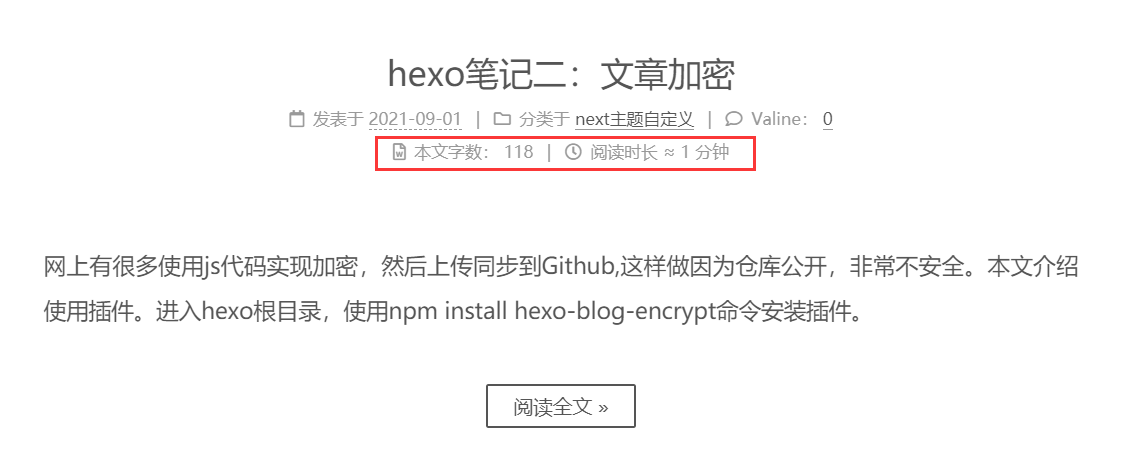 hexo笔记二：文章加密
发表于 2021-09-01 | 分类于 next主题自定义 | Valine： 0
本文字数： 118 | 阅读时长 ≈ 1 分钟
网上有很多使用js代码实现加密，然后上传同步到Github,这样做因为仓库公开，非常不安全。本文介绍
使用插件。进入hexo根目录，使用npm install hexo-blog-encrypt命令安装插件。
阅读全文 »